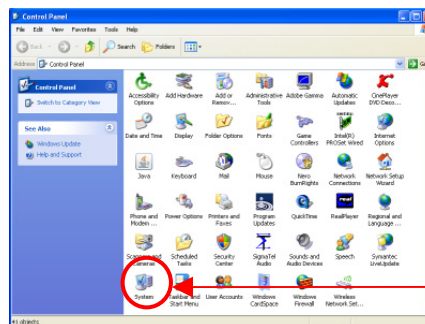 Control Panel
File Edit View Favorites Tools Help
Back Search Folders
Address Control Panel Go
Control Panel
Switch to Category View
See Also
Windows Update
Help and Support
Accessibility Options
Add Hardware
Add or Remov...
Administrative Tools
Adobe Gamma
Automatic Updates
CinePlayer DVD Deco...
Date and Time
Display
Folder Options
Fonts
Game Controllers
Intel(R) PROSet Wired
Internet Options
Java
Keyboard
Mail
Mouse
Nero BurnRights
Network Connections
Network Setup Wizard
Phone and Modem ...
Power Options
Printers and Faxes
Program Updates
QuickTime
real
RealPlayer
Regional and Language ...
Scanners and Cameras
Scheduled Tasks
Security Center
SigmaTel Audio
Sounds and Audio Devices
Speech
Symantec LiveUpdate
System
Taskbar and Start Menu
User Accounts
Windows CardSpace
Windows Firewall
Wireless Network Set...
41 objects